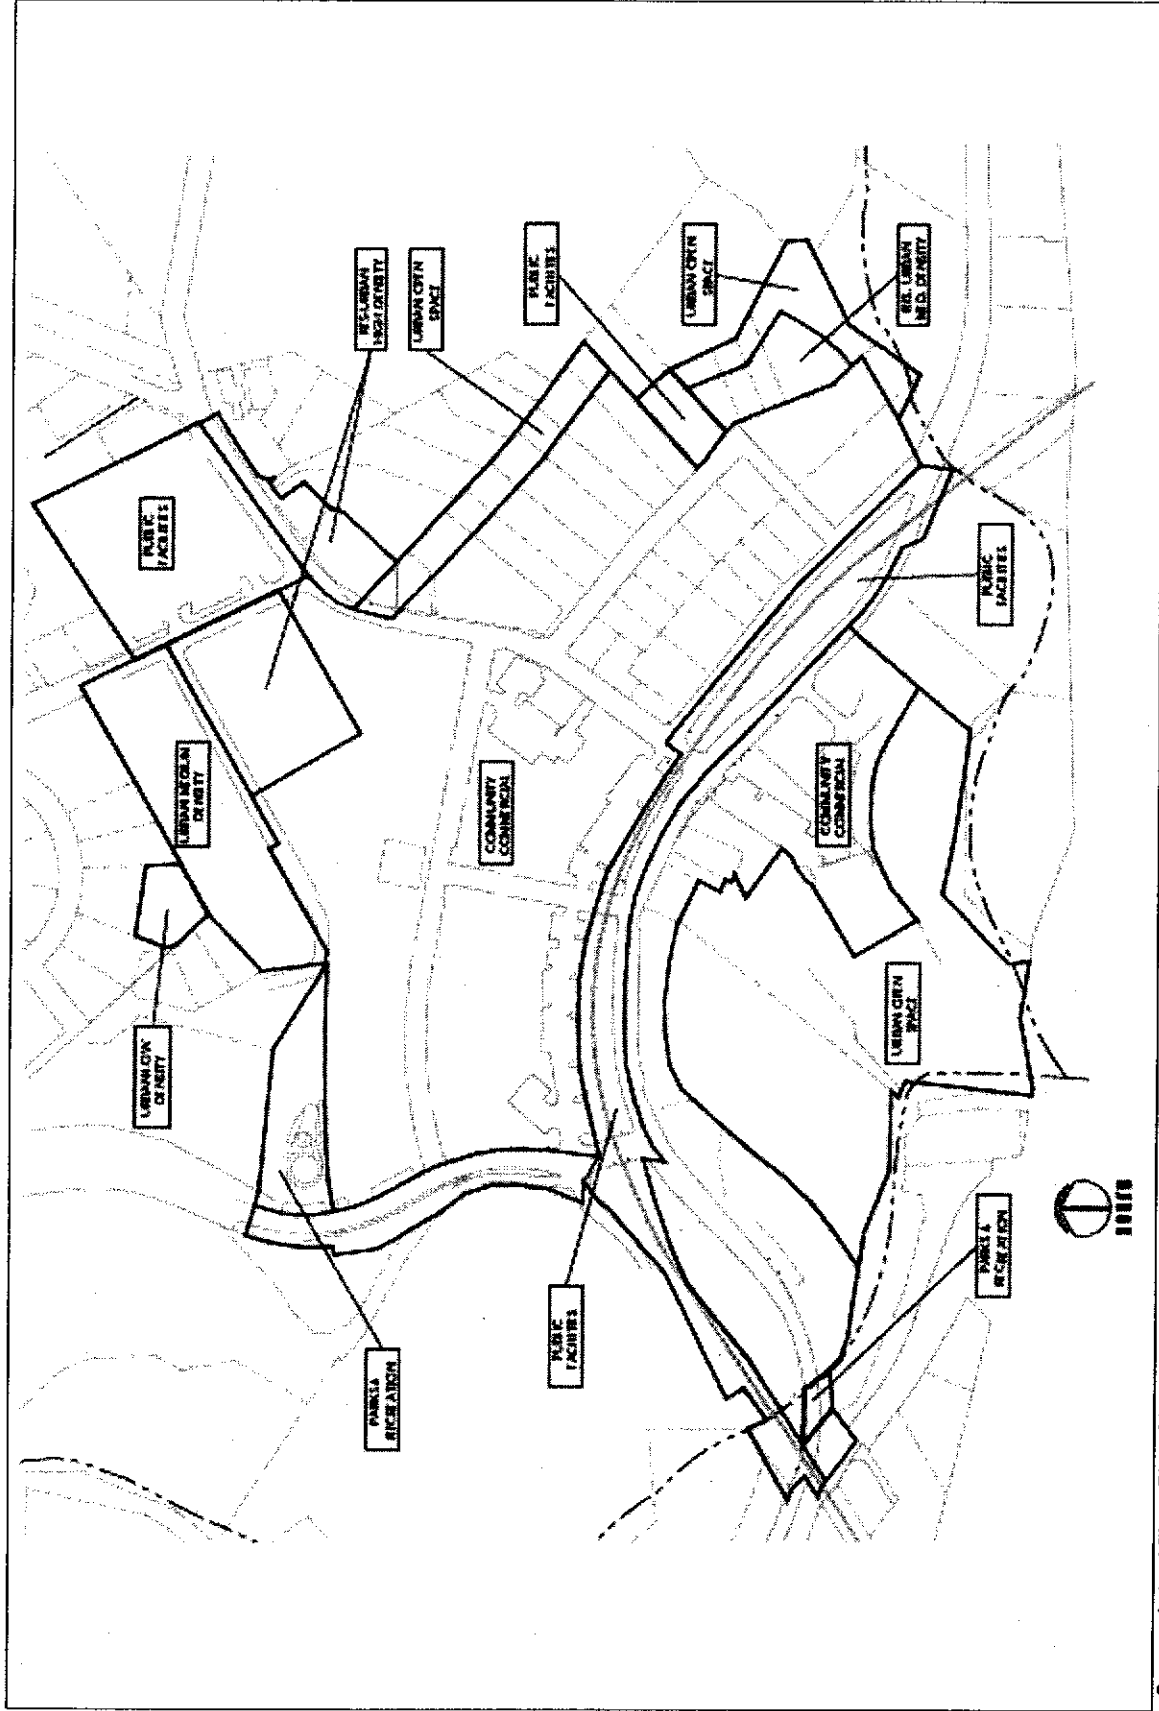 URBAN LOW
DENSITY
PUBLIC
FACILITIES
URBAN MEDIUM
DENSITY
RES. URBAN
HIGH DENSITY
PARKS &
RECREATION
URBAN OPEN
SPACE
COMMUNITY
COMMERCIAL
PUBLIC
FACILITIES
PUBLIC
FACILITIES
URBAN OPEN
SPACE
COMMUNITY
COMMERCIAL
URBAN OPEN
SPACE
RES. URBAN
MED. DENSITY
PARKS &
RECREATION
PUBLIC
FACILITIES
NORTH